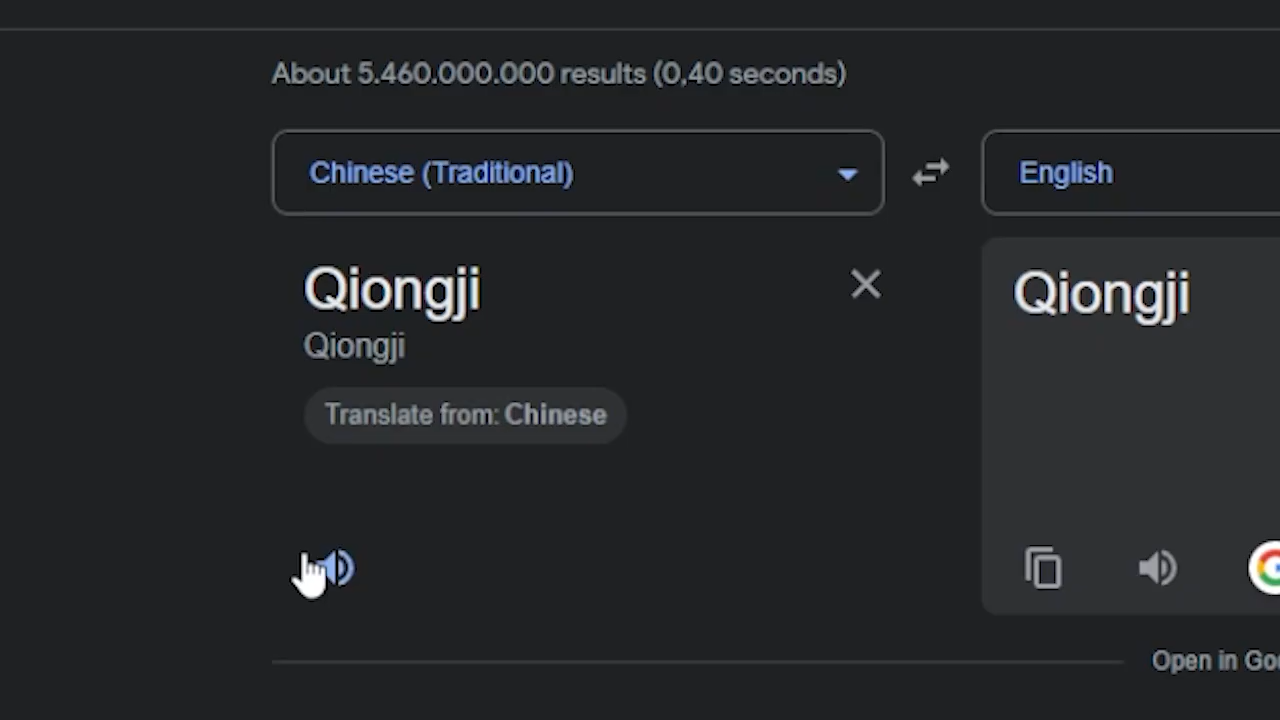 About 5.460.000.000 results (0,40 seconds)
Chinese (Traditional)
English
Qiongji
Qiongji
Qiongji
Translate from: Chinese
Open in